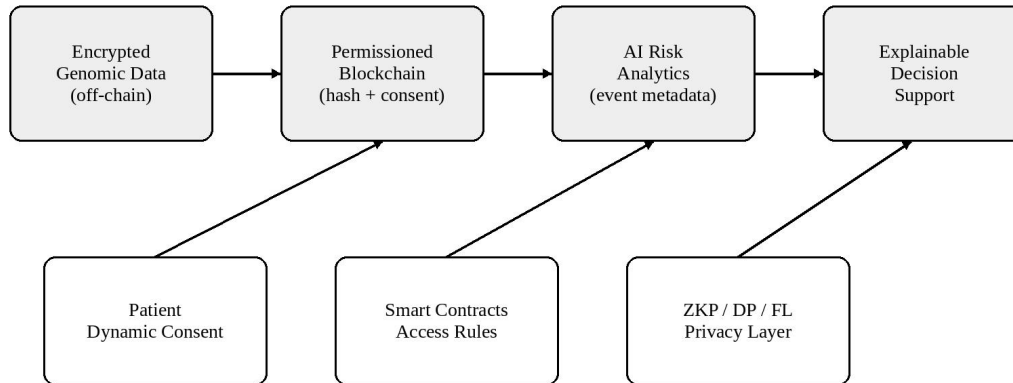 Encrypted
Genomic Data
(off-chain)
Permissioned
Blockchain
(hash + consent)
AI Risk
Analytics
(event metadata)
Explainable
Decision
Support
Patient
Dynamic Consent
Smart Contracts
Access Rules
ZKP / DP / FL
Privacy Layer